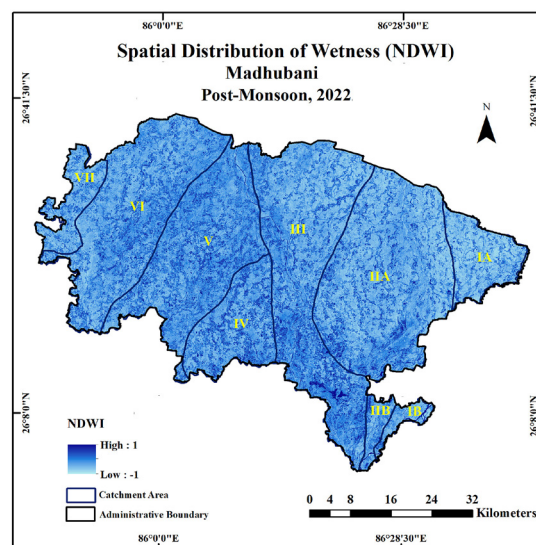 86°0'0"E 86°28'30"E
Spatial Distribution of Wetness (NDWI)
Madhubani
Post-Monsoon, 2022
26°41'30"N
26°41'30"N
N
VII
VI
V
III
IA
IIA
IV
IIB IB
26°8'0"N
26°8'0"N
NDWI
High : 1
Low : -1
Catchment Area
Administrative Boundary
0 4 8 16 24 32
Kilometers
86°0'0"E 86°28'30"E